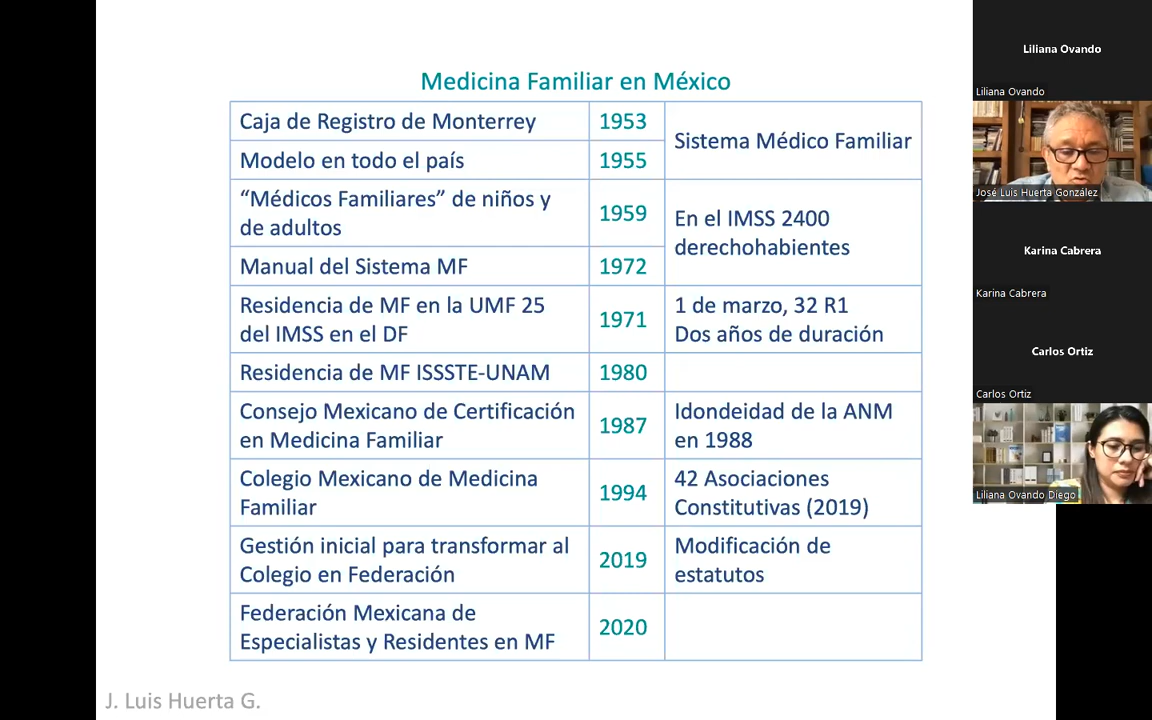 Medicina Familiar en México
Caja de Registro de Monterrey 1953 Sistema Médico Familiar
Modelo en todo el país 1955
“Médicos Familiares” de niños y
de adultos
1959
En el IMSS 2400
derechohabientes
Manual del Sistema MF 1972
Residencia de MF en la UMF 25
del IMSS en el DF
1971
1 de marzo, 32 R1
Dos años de duración
Residencia de MF ISSSTE-UNAM 1980
Consejo Mexicano de Certificación
en Medicina Familiar
1987
Idondeidad de la ANM
en 1988
Colegio Mexicano de Medicina
Familiar
1994
42 Asociaciones
Constitutivas (2019)
Gestión inicial para transformar al
Colegio en Federación
2019
Modificación de
estatutos
Federación Mexicana de
Especialistas y Residentes en MF
2020
J. Luis Huerta G.
Liliana Ovando
Liliana Ovando
José Luis Huerta González
Karina Cabrera
Karina Cabrera
Carlos Ortiz
Carlos Ortiz
Liliana Ovando Diego